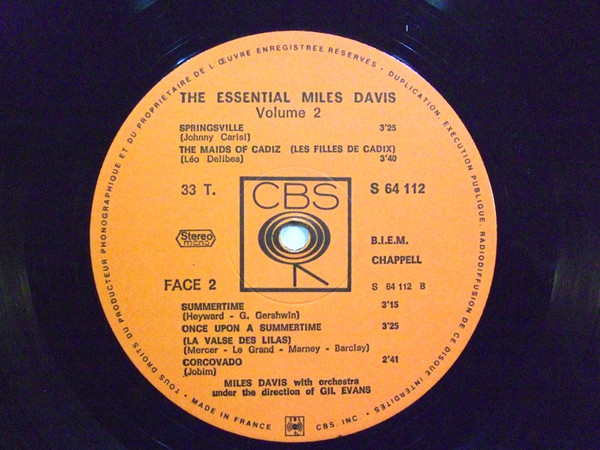 TOUS DROITS DU PRODUCTEUR PHONOGRAPHIQUE ET DU PROPRIETAIRE DE L'ŒUVRE ENREGISTREE RESERVES - DUPLICATION, EXECUTION PUBLIQUE, RADIODIFFUSION DE CE DISQUE INTERDITES
THE ESSENTIAL MILES DAVIS
Volume 2
SPRINGSVILLE 3'25
(Johnny Carisi)
THE MAIDS OF CADIZ (LES FILLES DE CADIX)
(Léo Delibes) 3'40
33 T. CBS S 64 112
Stereo B.I.E.M.
mono CHAPPELL
FACE 2 S 64 112 B
SUMMERTIME 3'15
(Heyward - G. Gershwin)
ONCE UPON A SUMMERTIME 3'25
(LA VALSE DES LILAS)
(Mercer - Le Grand - Marney - Barclay)
CORCOVADO 2'41
(Jobim)
MILES DAVIS with orchestra
under the direction of GIL EVANS
• MADE IN FRANCE CBS CBS, INC. •